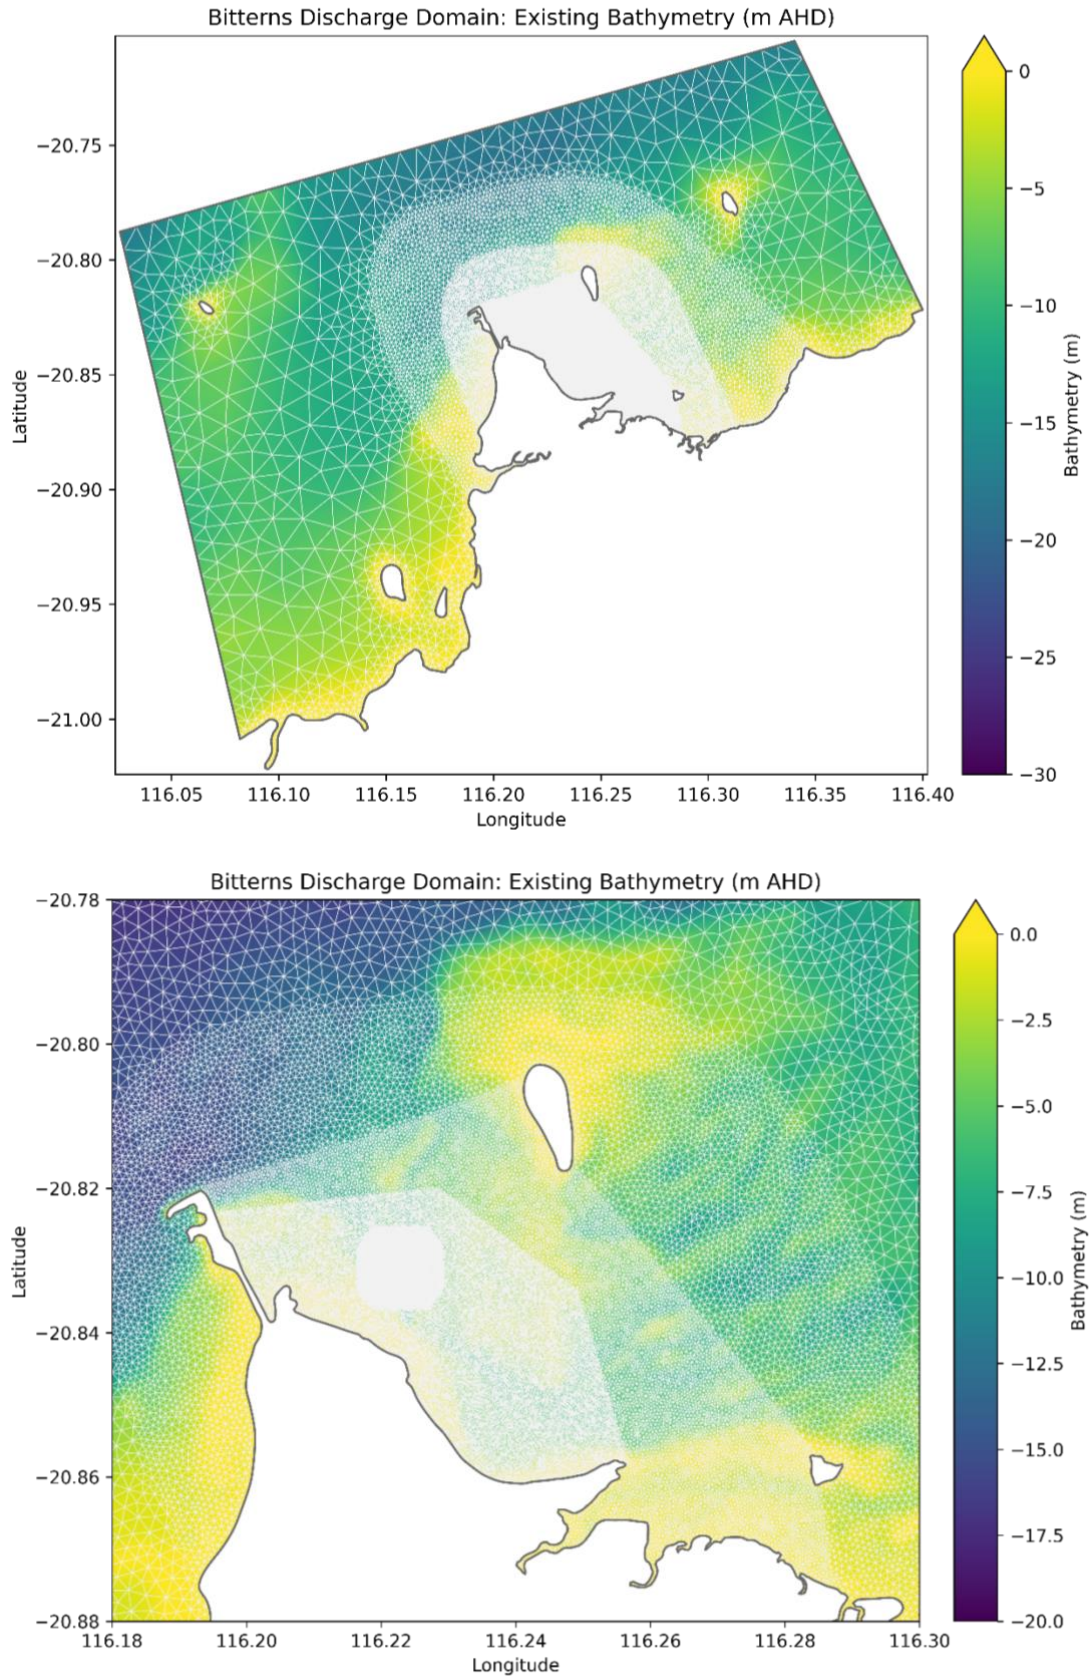 Bitterns Discharge Domain: Existing Bathymetry (m AHD)
−20.75
−20.80
−20.85
−20.90
−20.95
−21.00
Latitude
116.05 116.10 116.15 116.20 116.25 116.30 116.35 116.40
Longitude
0
−5
−10
−15
−20
−25
−30
Bathymetry (m)
Bitterns Discharge Domain: Existing Bathymetry (m AHD)
−20.78
−20.80
−20.82
−20.84
−20.86
−20.88
Latitude
116.18 116.20 116.22 116.24 116.26 116.28 116.30
Longitude
0.0
−2.5
−5.0
−7.5
−10.0
−12.5
−15.0
−17.5
−20.0
Bathymetry (m)